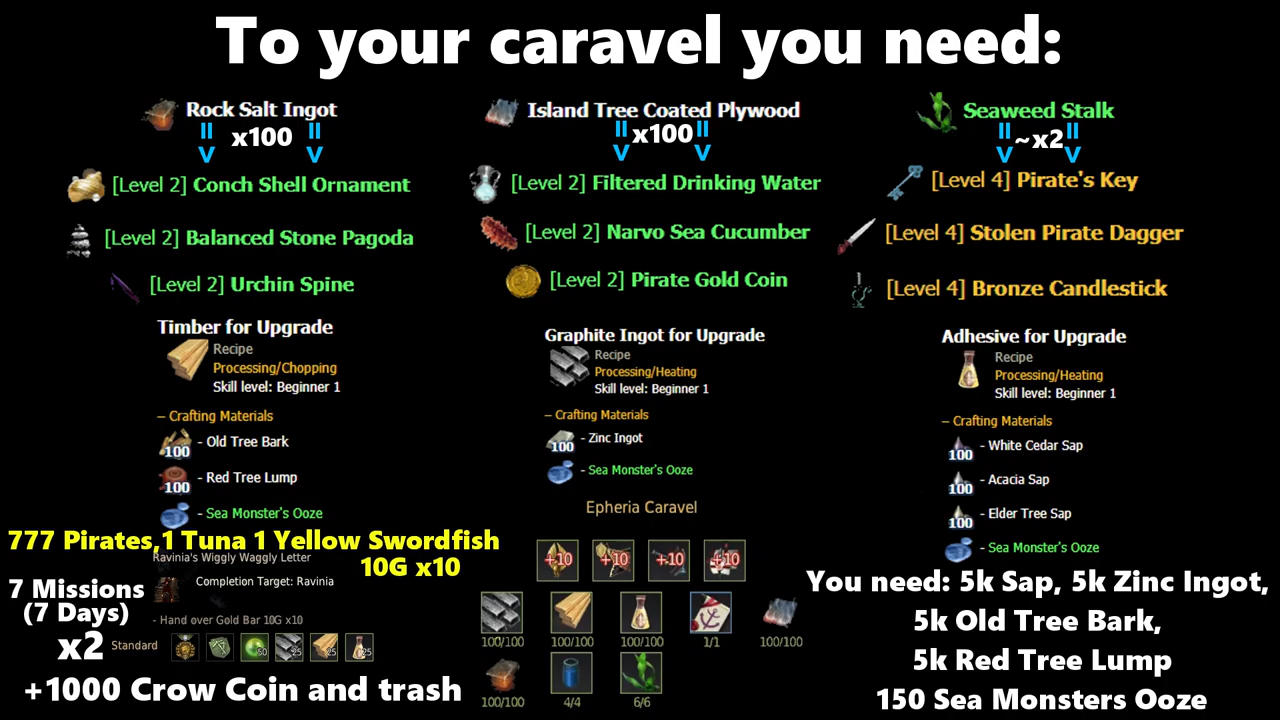 To your caravel you need:
Rock Salt Ingot
x100
[Level 2] Conch Shell Ornament
[Level 2] Balanced Stone Pagoda
[Level 2] Urchin Spine
Island Tree Coated Plywood
x100
[Level 2] Filtered Drinking Water
[Level 2] Narvo Sea Cucumber
[Level 2] Pirate Gold Coin
Seaweed Stalk
~x2
[Level 4] Pirate's Key
[Level 4] Stolen Pirate Dagger
[Level 4] Bronze Candlestick
Timber for Upgrade
Recipe
Processing/Chopping
Skill level: Beginner 1
– Crafting Materials
100 - Old Tree Bark
100 - Red Tree Lump
- Sea Monster's Ooze
Graphite Ingot for Upgrade
Recipe
Processing/Heating
Skill level: Beginner 1
– Crafting Materials
100 - Zinc Ingot
- Sea Monster's Ooze
Adhesive for Upgrade
Recipe
Processing/Heating
Skill level: Beginner 1
– Crafting Materials
100 - White Cedar Sap
100 - Acacia Sap
100 - Elder Tree Sap
- Sea Monster's Ooze
777 Pirates,1 Tuna 1 Yellow Swordfish
10G x10
Ravinia's Wiggly Waggly Letter
Completion Target: Ravinia
- Hand over Gold Bar 10G x10
7 Missions
(7 Days)
x2
Standard
50 25 25 25
+1000 Crow Coin and trash
Epheria Caravel
+10 +10 +10 +10
100/100 100/100 100/100 1/1 100/100
100/100 4/4 6/6
You need: 5k Sap, 5k Zinc Ingot,
5k Old Tree Bark,
5k Red Tree Lump
150 Sea Monsters Ooze